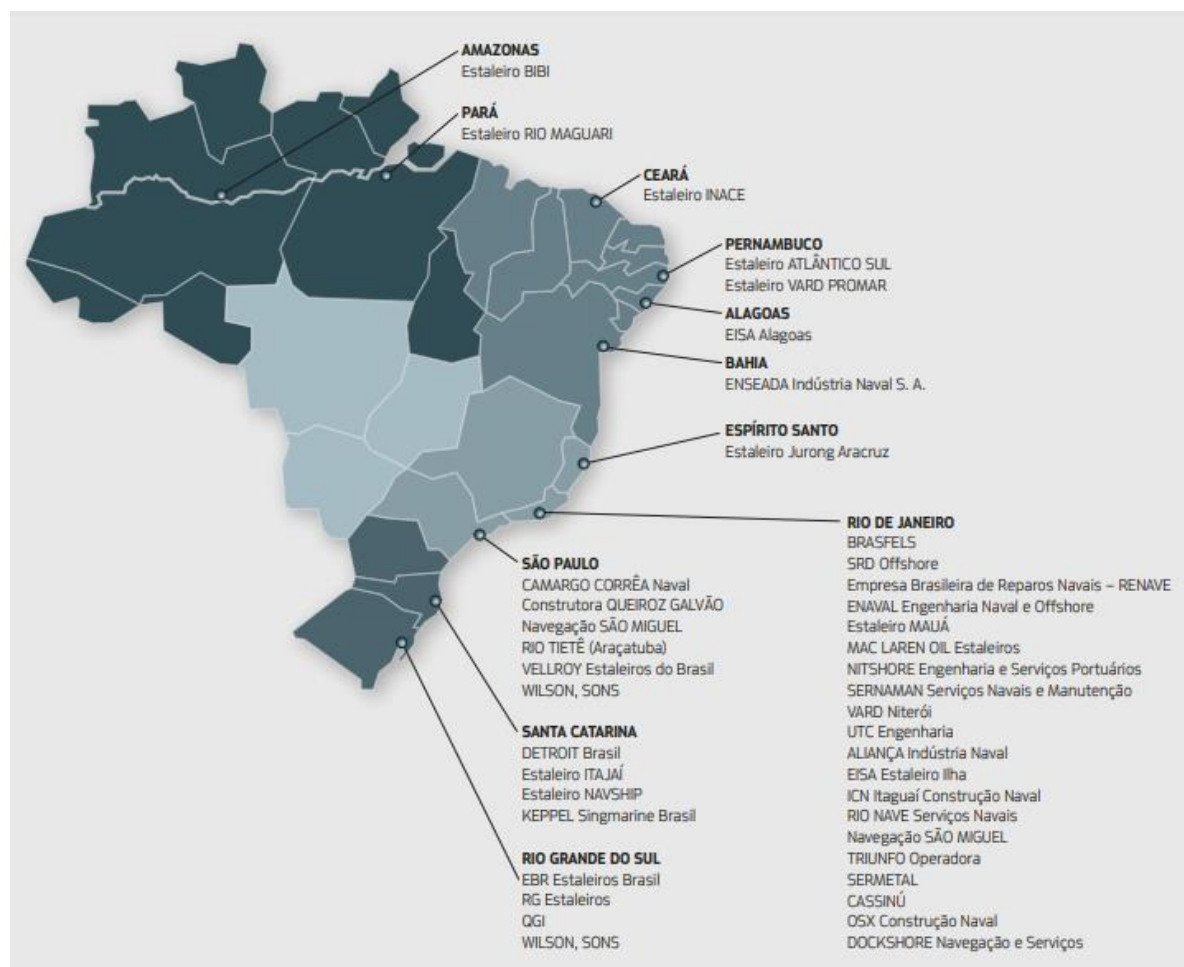 AMAZONAS
Estaleiro BIBI
PARÁ
Estaleiro RIO MAGUARI
CEARÁ
Estaleiro INACE
PERNAMBUCO
Estaleiro ATLÂNTICO SUL
Estaleiro VARD PROMAR
ALAGOAS
EISA Alagoas
BAHIA
ENSEADA Indústria Naval S. A.
ESPÍRITO SANTO
Estaleiro Jurong Aracruz
RIO DE JANEIRO
BRASFELS
SRD Offshore
Empresa Brasileira de Reparos Navais – RENAVE
ENAVAL Engenharia Naval e Offshore
Estaleiro MAUÁ
MAC LAREN OIL Estaleiros
NITSHORE Engenharia e Serviços Portuários
SERNAMAN Serviços Navais e Manutenção
VARD Niterói
UTC Engenharia
ALIANÇA Indústria Naval
EISA Estaleiro Ilha
ICN Itaguaí Construção Naval
RIO NAVE Serviços Navais
Navegação SÃO MIGUEL
TRIUNFO Operadora
SERMETAL
CASSINÚ
OSX Construção Naval
DOCKSHORE Navegação e Serviços
SÃO PAULO
CAMARGO CORRÊA Naval
Construtora QUEIROZ GALVÃO
Navegação SÃO MIGUEL
RIO TIETÊ (Araçatuba)
VELLROY Estaleiros do Brasil
WILSON, SONS
SANTA CATARINA
DETROIT Brasil
Estaleiro ITAJAÍ
Estaleiro NAVSHIP
KEPPEL Singmarine Brasil
RIO GRANDE DO SUL
EBR Estaleiros Brasil
RG Estaleiros
QGI
WILSON, SONS